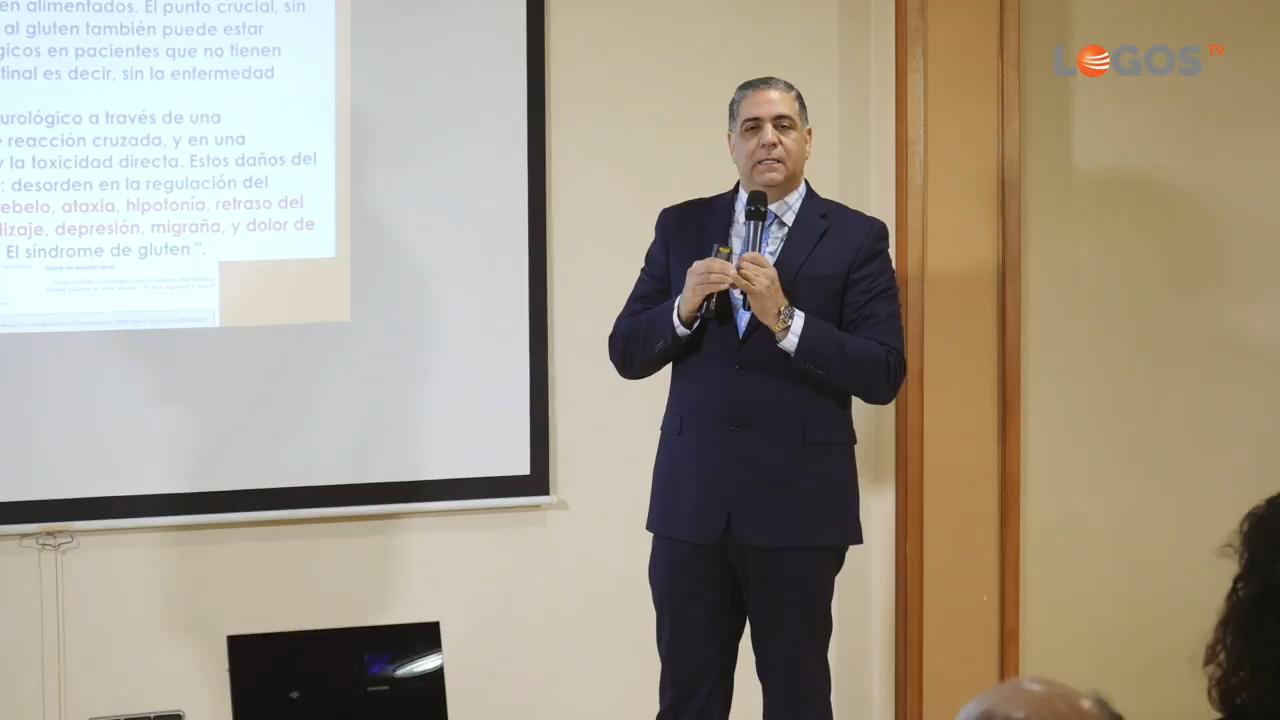 en alimentados. El punto crucial, sin
al gluten también puede estar
gicos en pacientes que no tienen
tinal es decir, sin la enfermedad
urológico a través de una
reacción cruzada, y en una
y la toxicidad directa. Estos daños del
: desorden en la regulación del
ebelo, ataxia, hipotonía, retraso del
lizaje, depresión, migraña, y dolor de
El síndrome de gluten ".
LOGOS TV